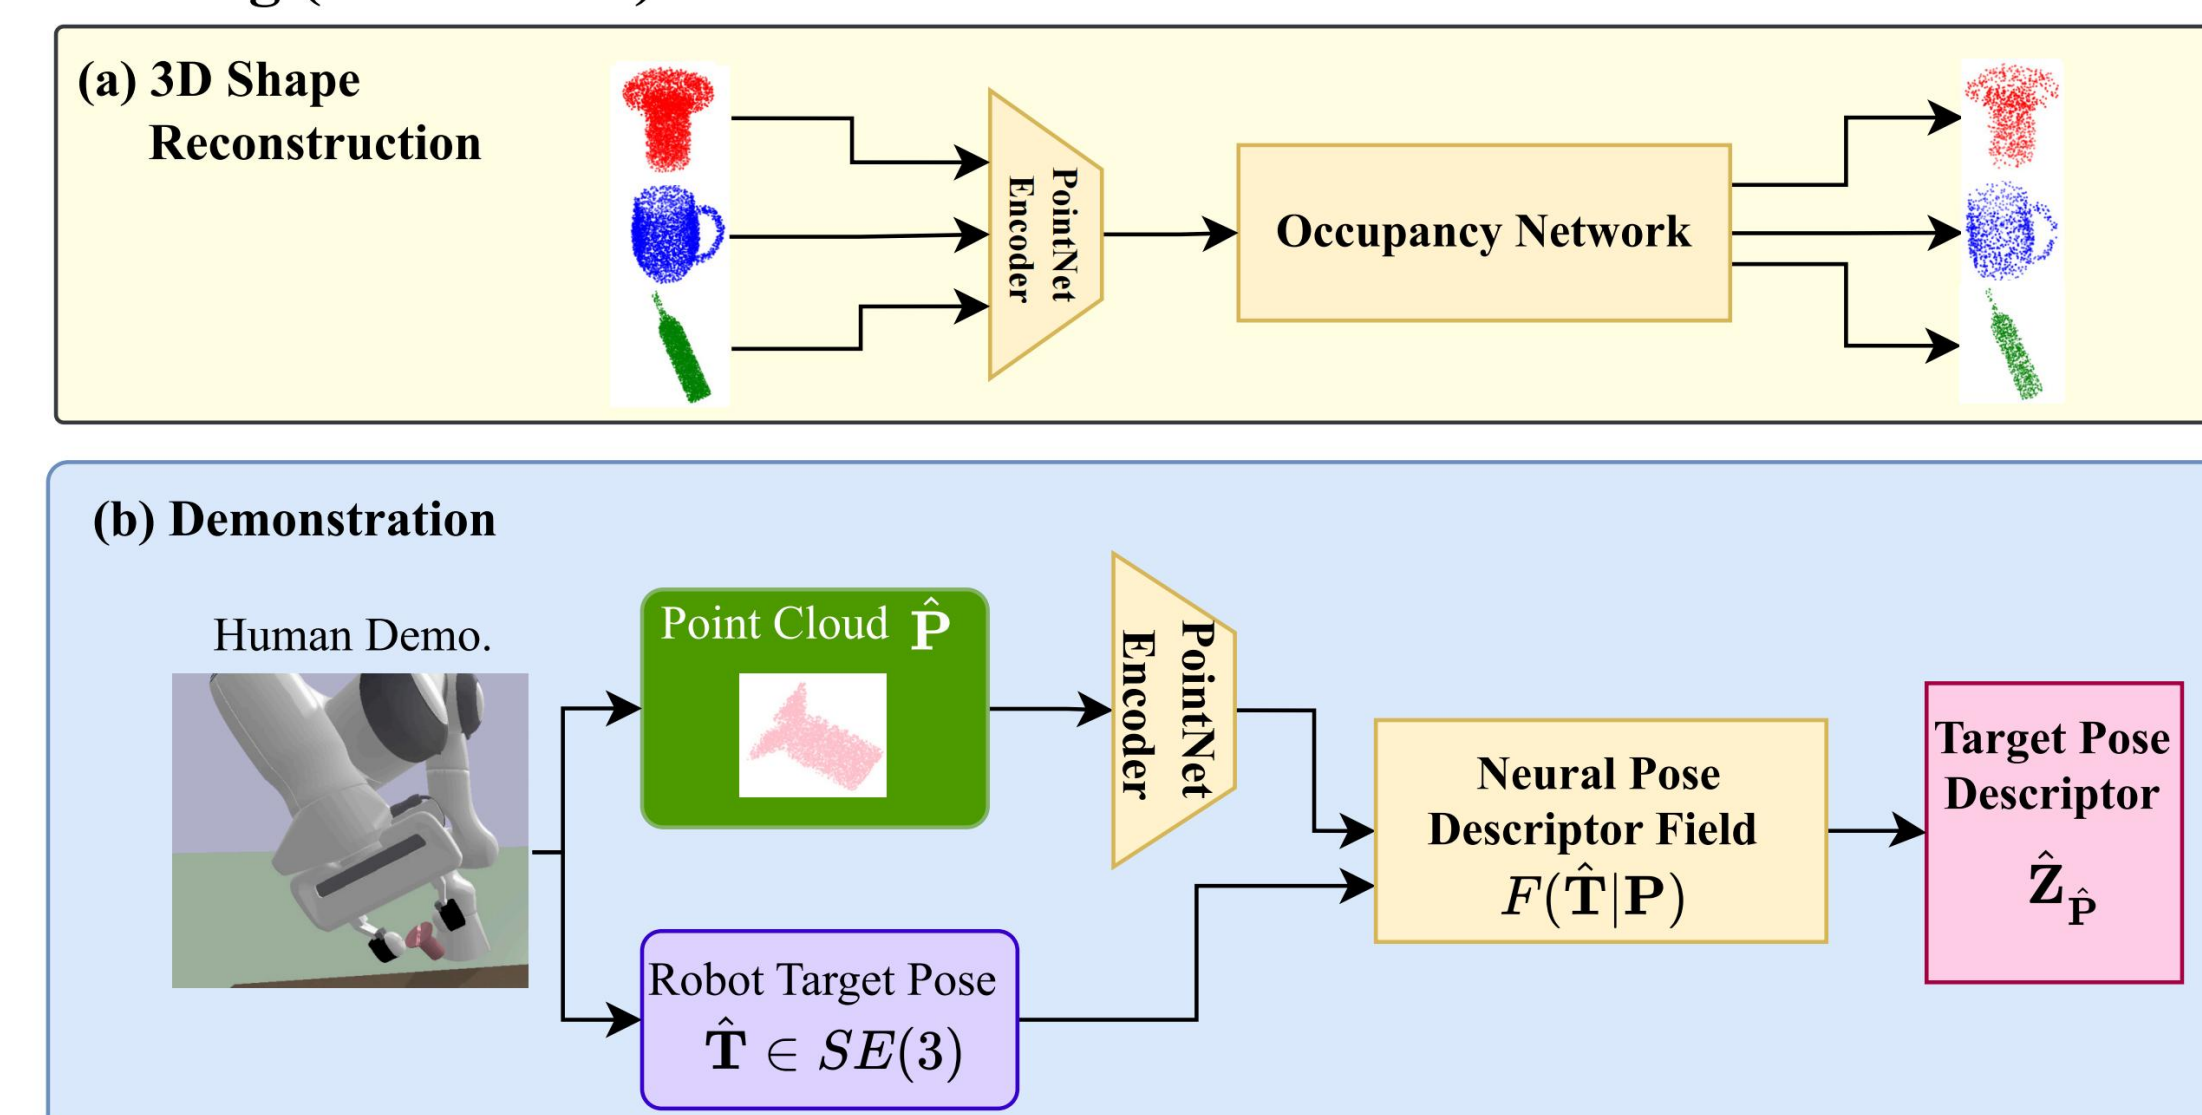 (a) 3D Shape
Reconstruction
PointNet
Encoder
Occupancy Network
(b) Demonstration
Human Demo.
Point Cloud P̂
PointNet
Encoder
Robot Target Pose
T̂ ∈ SE(3)
Neural Pose
Descriptor Field
F(T̂|P)
Target Pose
Descriptor
Ẑ_P̂